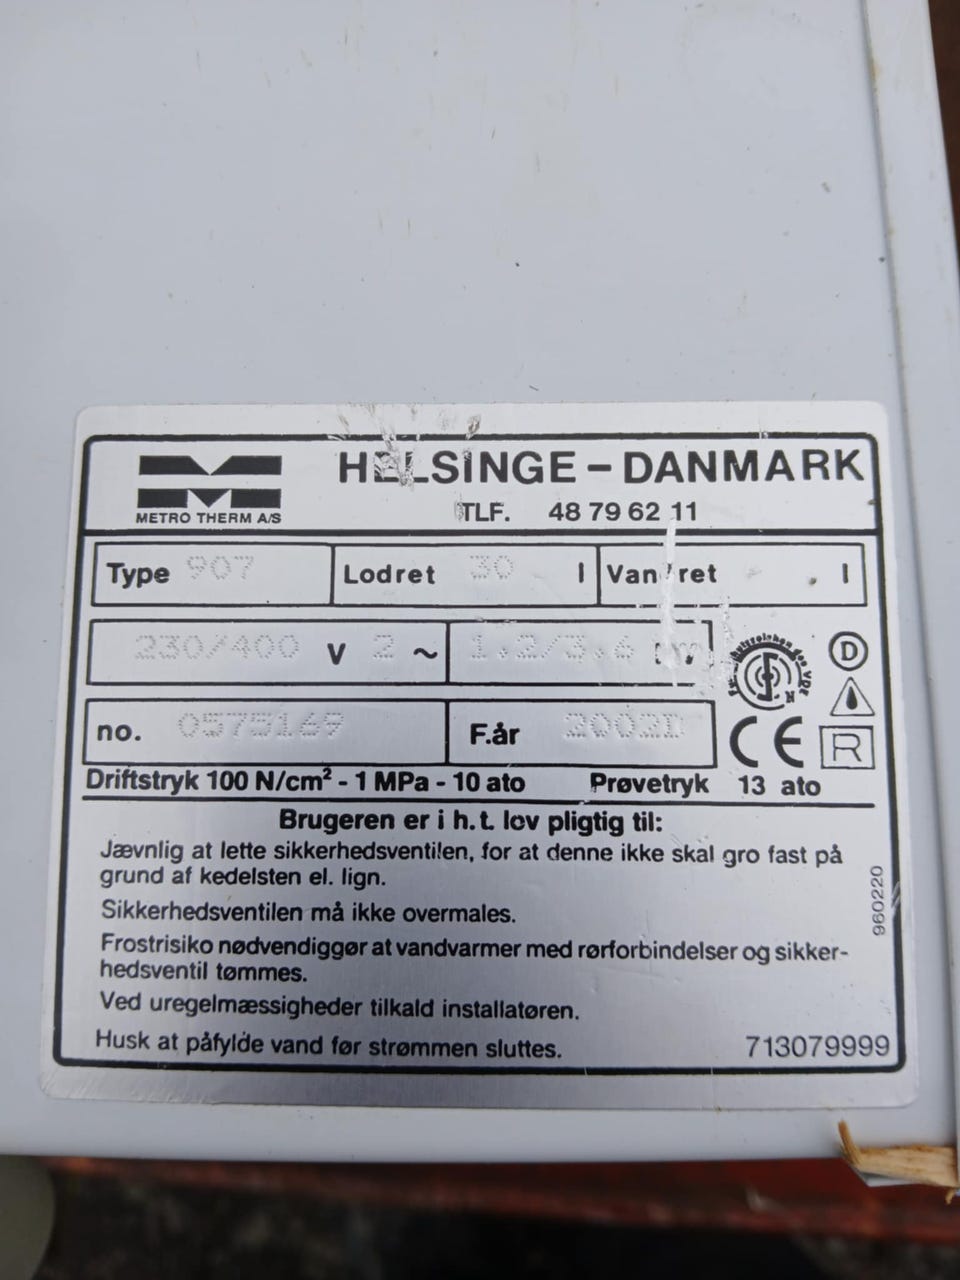 HELSINGE – DANMARK
METRO THERM A/S
TLF. 48 79 62 11
Type 907 Lodret 30 l Vandret . l
230/400 V 2 ~ 1.2/3.6 kW
D
no. 0575169 F.år 2002D
CE R
Driftstryk 100 N/cm² - 1 MPa - 10 ato Prøvetryk 13 ato
Brugeren er i h.t. lov pligtig til:
Jævnlig at lette sikkerhedsventilen, for at denne ikke skal gro fast på
grund af kedelsten el. lign.
Sikkerhedsventilen må ikke overmales.
Frostrisiko nødvendiggør at vandvarmer med rørforbindelser og sikker-
hedsventil tømmes.
Ved uregelmæssigheder tilkald installatøren.
Husk at påfylde vand før strømmen sluttes.
713079999
960220